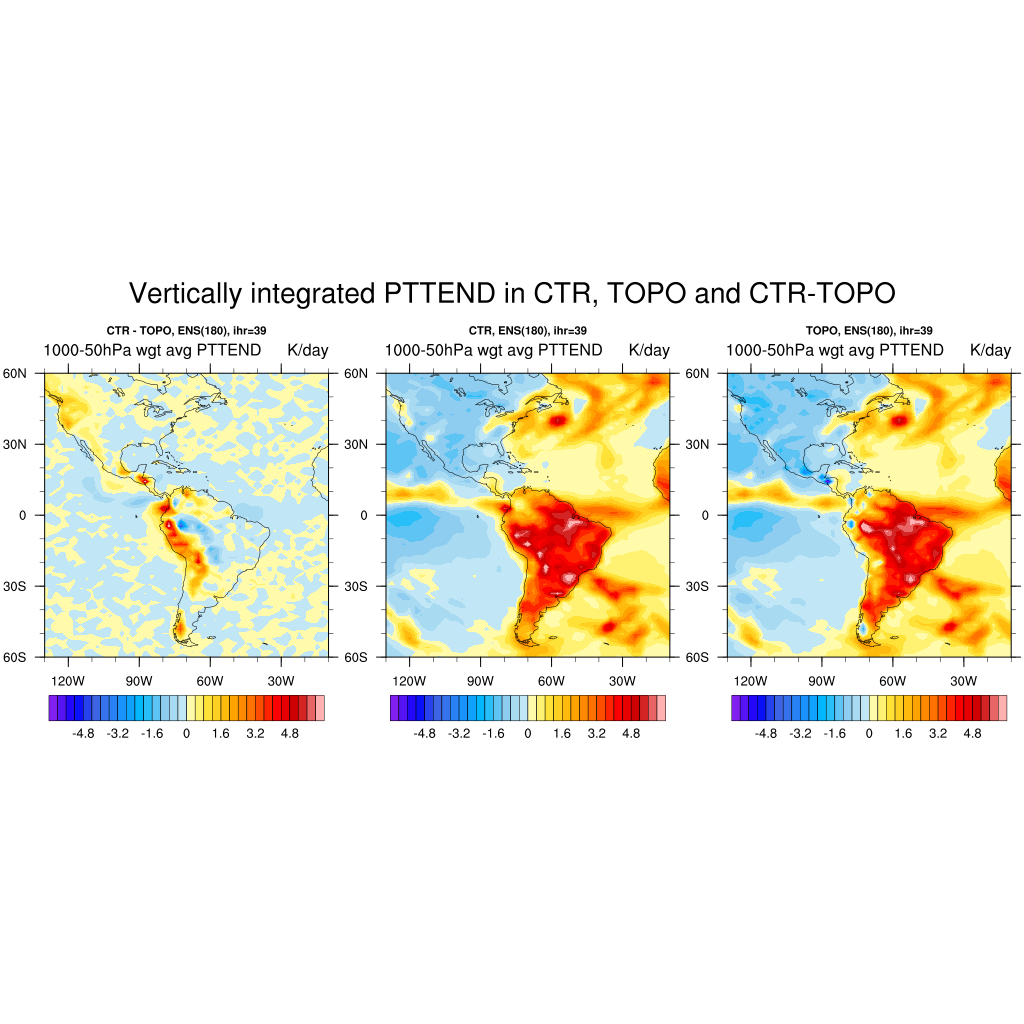 Vertically integrated PTTEND in CTR, TOPO and CTR-TOPO
CTR - TOPO, ENS(180), ihr=39
1000-50hPa wgt avg PTTEND K/day
60N
30N
0
30S
60S
120W 90W 60W 30W
-4.8 -3.2 -1.6 0 1.6 3.2 4.8
CTR, ENS(180), ihr=39
1000-50hPa wgt avg PTTEND K/day
60N
30N
0
30S
60S
120W 90W 60W 30W
-4.8 -3.2 -1.6 0 1.6 3.2 4.8
TOPO, ENS(180), ihr=39
1000-50hPa wgt avg PTTEND K/day
60N
30N
0
30S
60S
120W 90W 60W 30W
-4.8 -3.2 -1.6 0 1.6 3.2 4.8